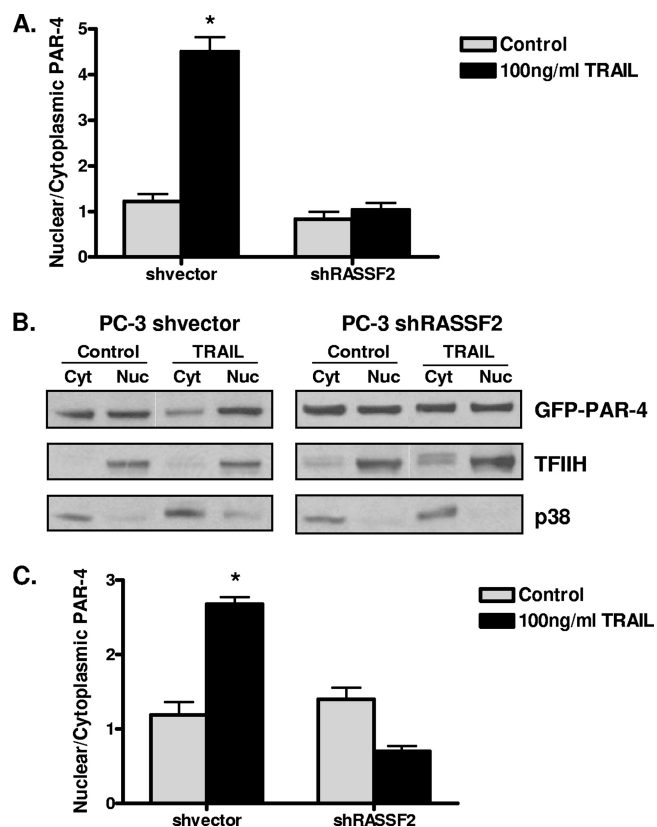 A.
Nuclear/Cytoplasmic PAR-4
5
4
3
2
1
0
*
shvector
shRASSF2
Control
100ng/ml TRAIL
B.
PC-3 shvector
PC-3 shRASSF2
Control
TRAIL
Control
TRAIL
Cyt Nuc Cyt Nuc
Cyt Nuc Cyt Nuc
GFP-PAR-4
TFIIH
p38
C.
Nuclear/Cytoplasmic PAR-4
3
2
1
0
*
shvector
shRASSF2
Control
100ng/ml TRAIL